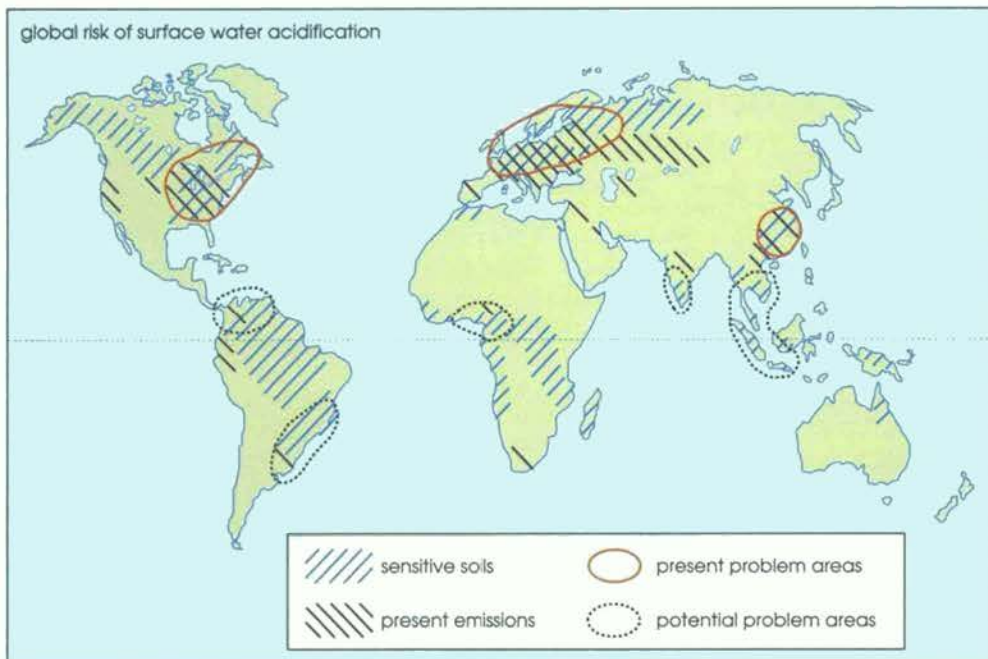 global risk of surface water acidification
sensitive soils
present problem areas
present emissions
potential problem areas